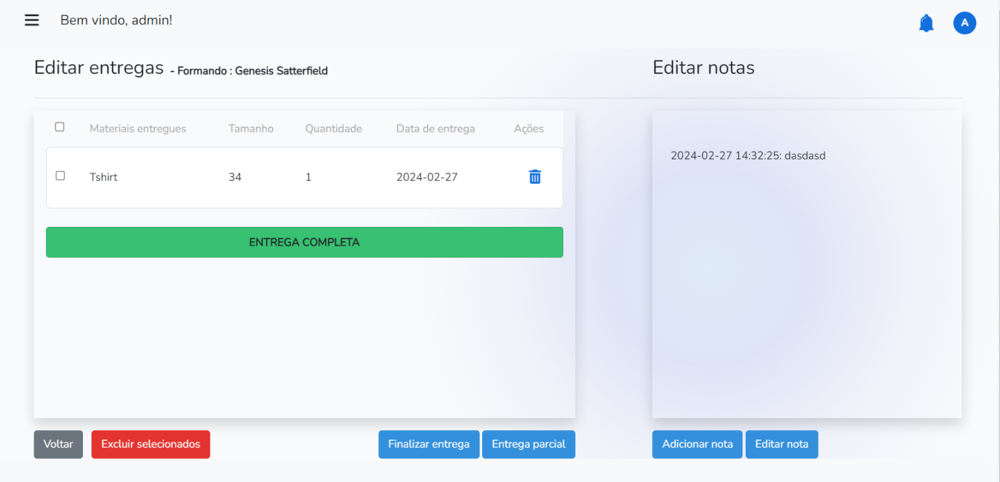 Bem vindo, admin!
A
Editar entregas - Formando : Genesis Satterfield
Editar notas
Materiais entregues Tamanho Quantidade Data de entrega Ações
Tshirt 34 1 2024-02-27
ENTREGA COMPLETA
2024-02-27 14:32:25: dasdasd
Voltar Excluir selecionados Finalizar entrega Entrega parcial
Adicionar nota Editar nota